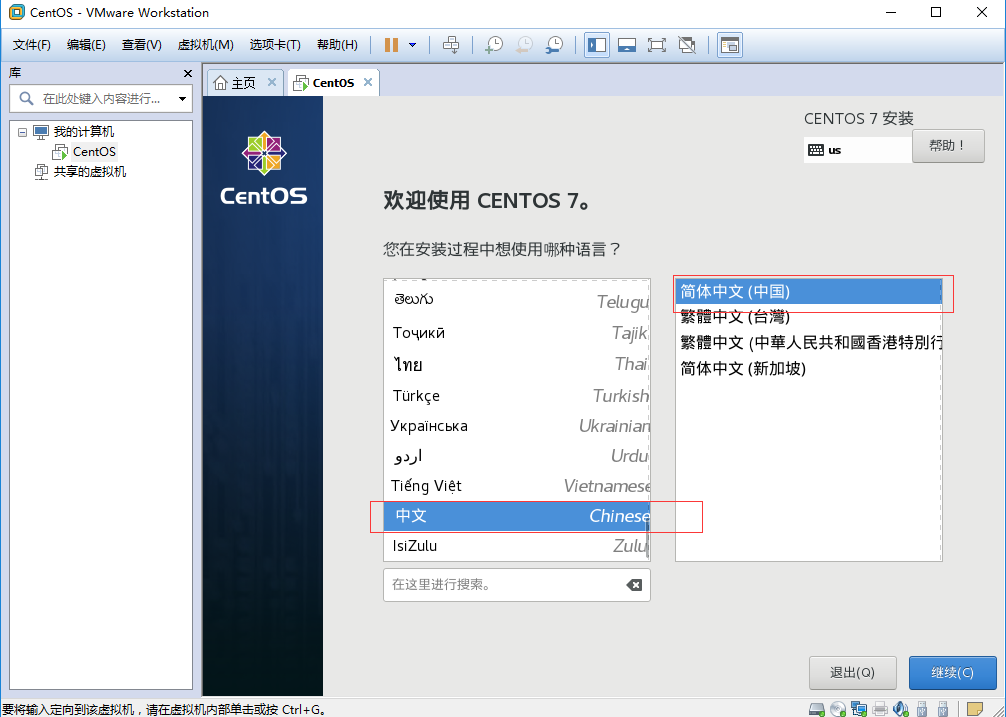 CentOS - VMware Workstation
文件(F) 编辑(E) 查看(V) 虚拟机(M) 选项卡(T) 帮助(H)
库
主页 CentOS
在此处键入内容进行...
我的计算机
CentOS
共享的虚拟机
CentOS
CENTOS 7 安装
us 帮助！
欢迎使用 CENTOS 7。
您在安装过程中想使用哪种语言？
తెలుగు Telugu
Тоҷикӣ Tajik
ไทย Thai
Türkçe Turkish
Українська Ukrainian
اردو Urdu
Tiếng Việt Vietnamese
中文 Chinese
IsiZulu Zulu
在这里进行搜索。
简体中文 (中国)
繁體中文 (台灣)
繁體中文 (中華人民共和國香港特別行
简体中文 (新加坡)
退出(Q) 继续(C)
要将输入定向到该虚拟机，请在虚拟机内部单击或按 Ctrl+G。